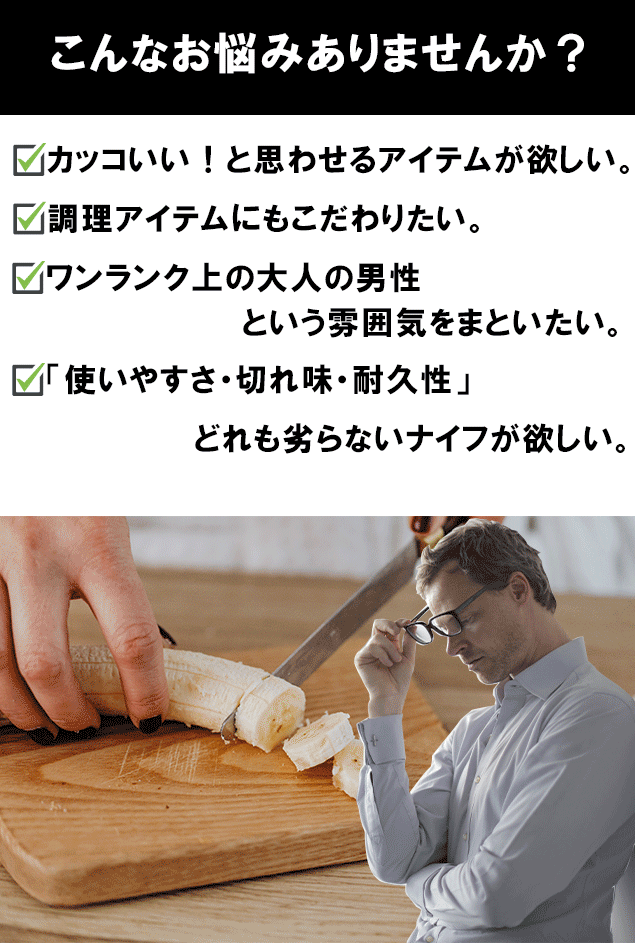 こんなお悩みありませんか？
カッコいい！と思わせるアイテムが欲しい。
調理アイテムにもこだわりたい。
ワンランク上の大人の男性
という雰囲気をまといたい。
「使いやすさ・切れ味・耐久性」
どれも劣らないナイフが欲しい。